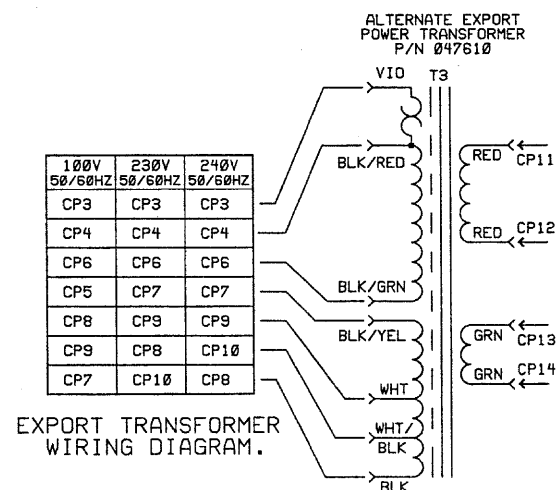 ALTERNATE EXPORT
POWER TRANSFORMER
P/N 047610
VIO T3
BLK/RED
RED CP11
RED CP12
BLK/GRN
BLK/YEL
GRN CP13
GRN CP14
WHT
WHT/
BLK
BLK
100V 230V 240V
50/60HZ 50/60HZ 50/60HZ
CP3 CP3 CP3
CP4 CP4 CP4
CP6 CP6 CP6
CP5 CP7 CP7
CP8 CP9 CP9
CP9 CP8 CP10
CP7 CP10 CP8
EXPORT TRANSFORMER
WIRING DIAGRAM.